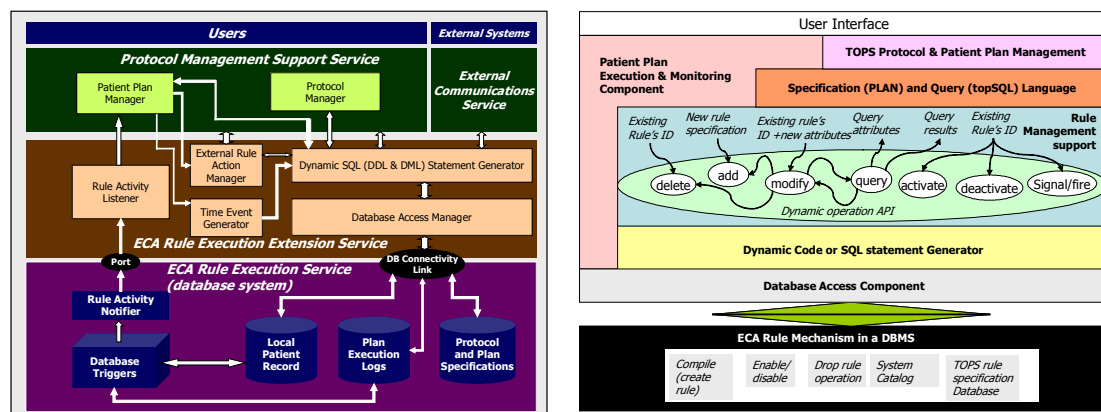 Users
External Systems
Protocol Management Support Service
Patient Plan
Manager
Protocol
Manager
External
Communications
Service
External Rule
Action
Manager
Dynamic SQL (DDL & DML) Statement Generator
Rule Activity
Listener
Time Event
Generator
Database Access Manager
ECA Rule Execution Extension Service
Port
DB Connectivity
Link
ECA Rule Execution Service
(database system)
Rule Activity
Notifier
Database
Triggers
Local
Patient
Record
Plan
Execution
Logs
Protocol
and Plan
Specifications
User Interface
TOPS Protocol & Patient Plan Management
Patient Plan
Execution & Monitoring
Component
Specification (PLAN) and Query (topSQL) Language
Existing
Rule's ID
New rule
specification
Existing rule's
ID +new attributes
Query
attributes
Query
results
Existing
Rule's ID
Rule
Management
support
delete
add
modify
query
activate
deactivate
Signal/fire
Dynamic operation API
Dynamic Code or SQL statement Generator
Database Access Component
ECA Rule Mechanism in a DBMS
Compile
(create
rule)
Enable/
disable
Drop rule
operation
System
Catalog
TOPS rule
specification
Database